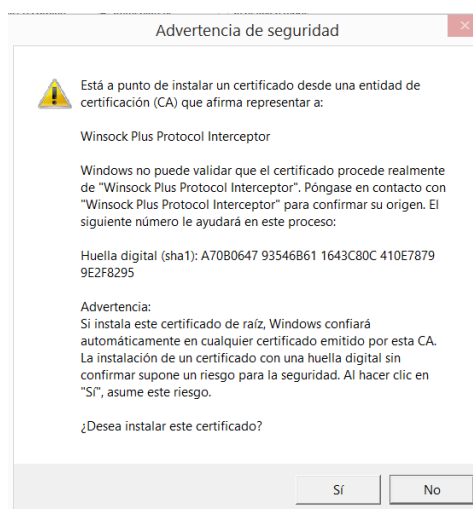 Advertencia de seguridad
Está a punto de instalar un certificado desde una entidad de
certificación (CA) que afirma representar a:
Winsock Plus Protocol Interceptor
Windows no puede validar que el certificado procede realmente
de "Winsock Plus Protocol Interceptor". Póngase en contacto con
"Winsock Plus Protocol Interceptor" para confirmar su origen. El
siguiente número le ayudará en este proceso:
Huella digital (sha1): A70B0647 93546B61 1643C80C 410E7879
9E2F8295
Advertencia:
Si instala este certificado de raíz, Windows confiará
automáticamente en cualquier certificado emitido por esta CA.
La instalación de un certificado con una huella digital sin
confirmar supone un riesgo para la seguridad. Al hacer clic en
"Sí", asume este riesgo.
¿Desea instalar este certificado?
Sí
No